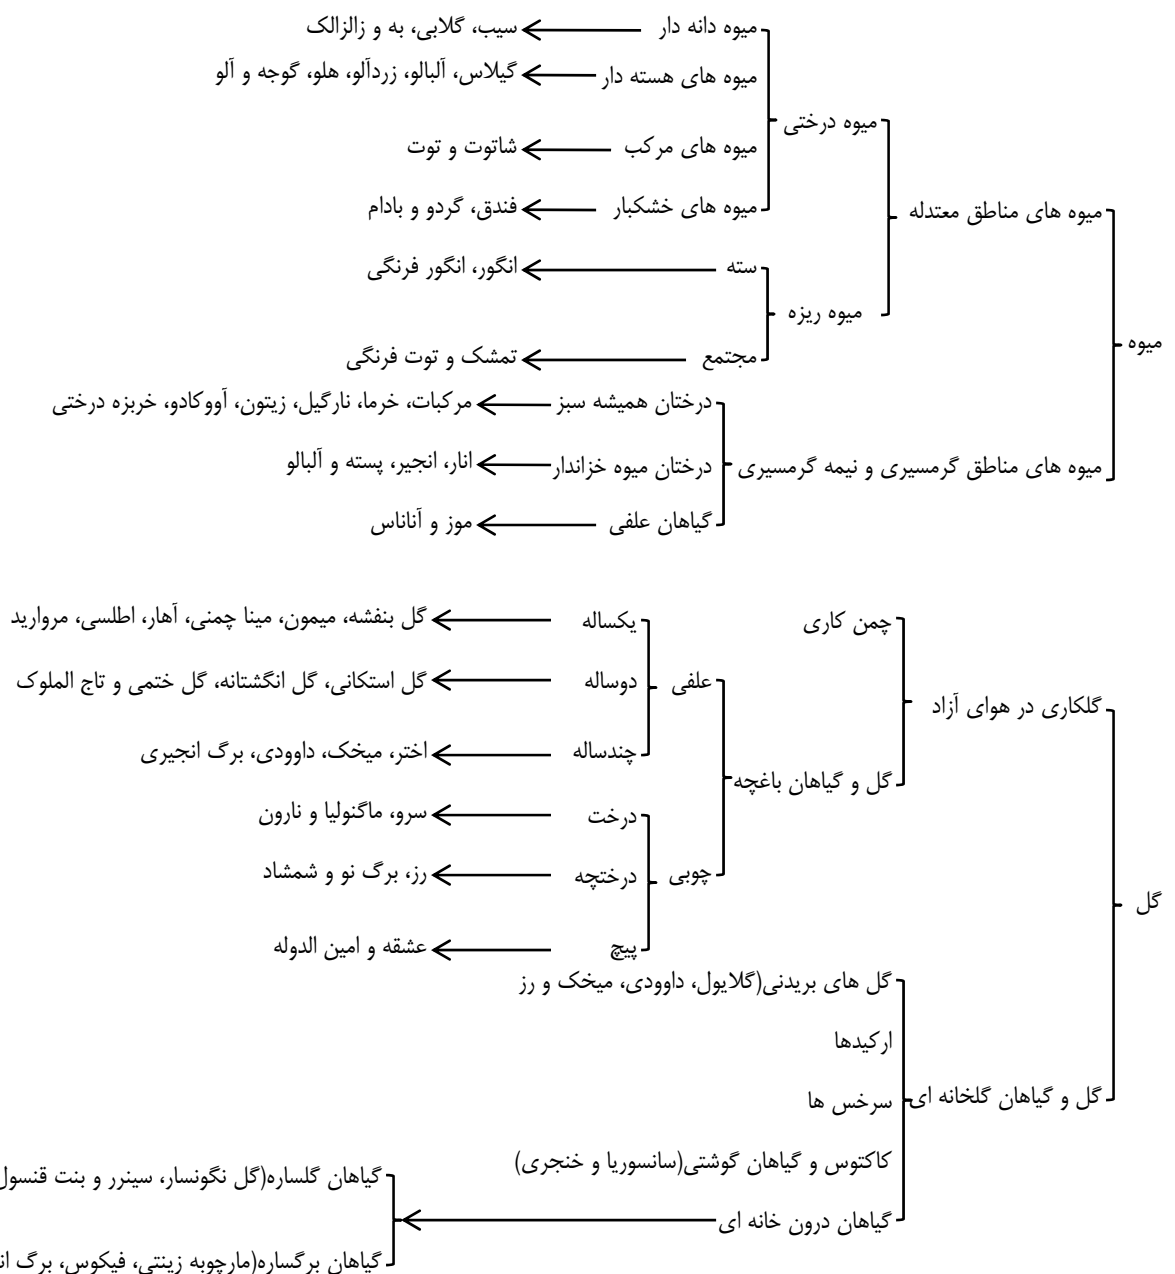 میوه
میوه های مناطق معتدله
میوه درختی
میوه دانه دار
سیب، گلابی، به و زالزالک
میوه های هسته دار
گیلاس، آلبالو، زردآلو، هلو، گوجه و آلو
میوه های مرکب
شاتوت و توت
میوه های خشکبار
فندق، گردو و بادام
میوه ریزه
سته
انگور، انگور فرنگی
مجتمع
تمشک و توت فرنگی
میوه های مناطق گرمسیری و نیمه گرمسیری
درختان همیشه سبز
مرکبات، خرما، نارگیل، زیتون، آووکادو، خربزه درختی
درختان میوه خزاندار
انار، انجیر، پسته و آلبالو
گیاهان علفی
موز و آناناس
گل
گلکاری در هوای آزاد
چمن کاری
گل و گیاهان باغچه
علفی
یکساله
گل بنفشه، میمون، مینا چمنی، آهار، اطلسی، مروارید
دوساله
گل استکانی، گل انگشتانه، گل ختمی و تاج الملوک
چندساله
اختر، میخک، داوودی، برگ انجیری
چوبی
درخت
سرو، ماگنولیا و نارون
درختچه
رز، برگ نو و شمشاد
پیچ
عشقه و امین الدوله
گل و گیاهان گلخانه ای
گل های بریدنی(گلایول، داوودی، میخک و رز
ارکیدها
سرخس ها
کاکتوس و گیاهان گوشتی(سانسوریا و خنجری)
گیاهان درون خانه ای
گیاهان گلساره(گل نگونسار، سینرر و بنت قنسول
گیاهان برگساره(مارچوبه زینتی، فیکوس، برگ